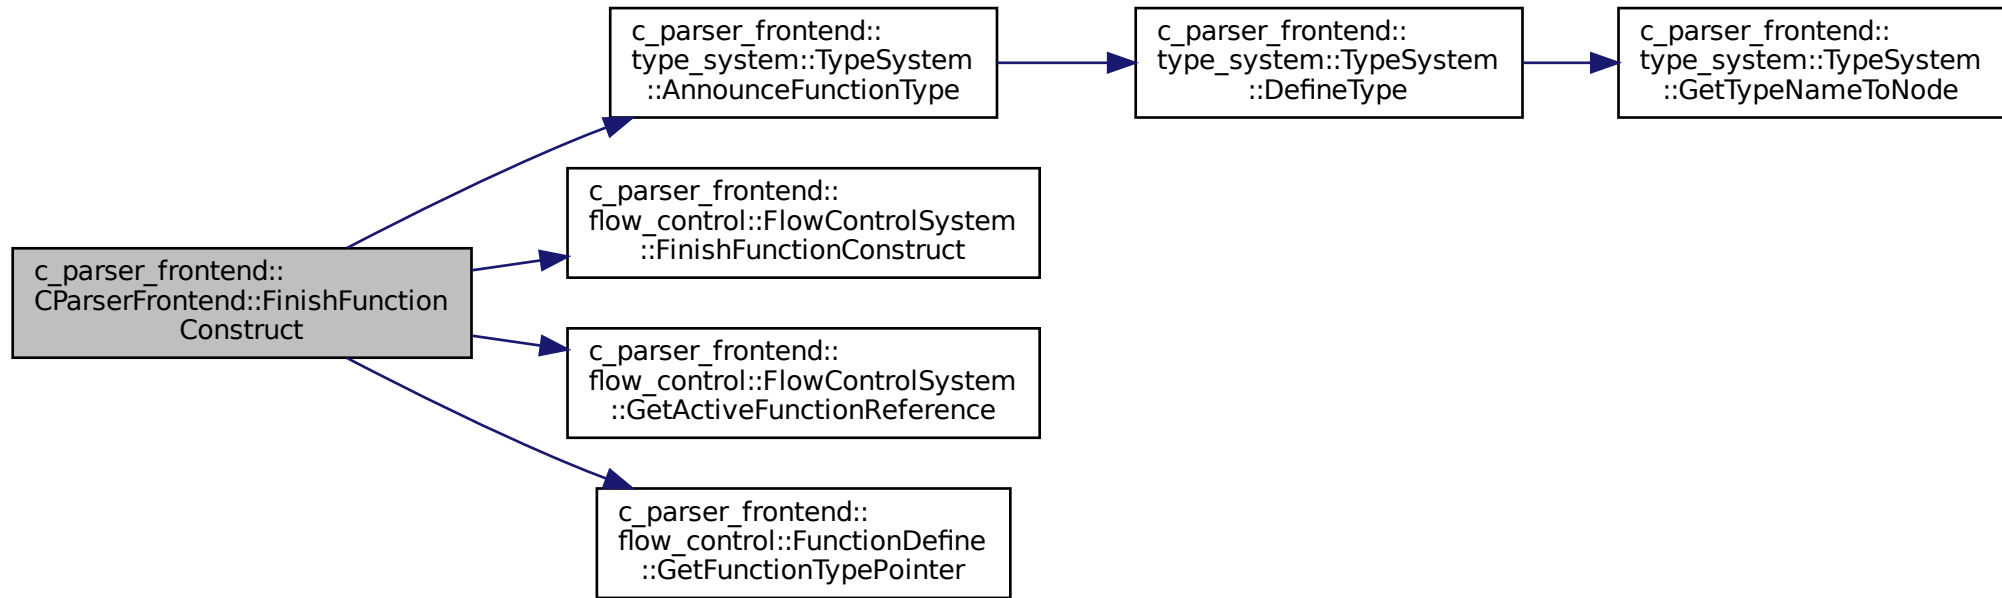 c_parser_frontend::
type_system::TypeSystem
::AnnounceFunctionType
c_parser_frontend::
type_system::TypeSystem
::DefineType
c_parser_frontend::
type_system::TypeSystem
::GetTypeNameToNode
c_parser_frontend::
flow_control::FlowControlSystem
::FinishFunctionConstruct
c_parser_frontend::
CParserFrontend::FinishFunction
Construct
c_parser_frontend::
flow_control::FlowControlSystem
::GetActiveFunctionReference
c_parser_frontend::
flow_control::FunctionDefine
::GetFunctionTypePointer